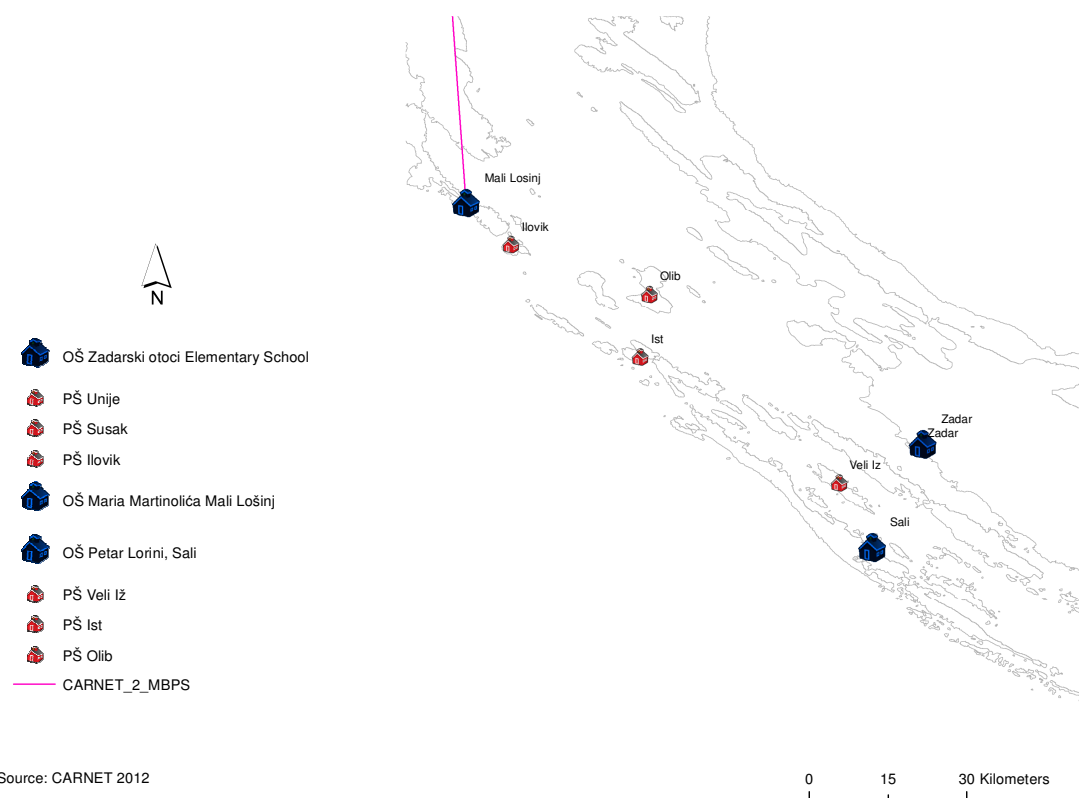 Mali Losinj
Ilovik
Olib
Ist
Zadar
Zadar
Veli Iz
Sali
N
OŠ Zadarski otoci Elementary School
PŠ Unije
PŠ Susak
PŠ Ilovik
OŠ Maria Martinolića Mali Lošinj
OŠ Petar Lorini, Sali
PŠ Veli Iž
PŠ Ist
PŠ Olib
CARNET_2_MBPS
Source: CARNET 2012
0 15 30 Kilometers